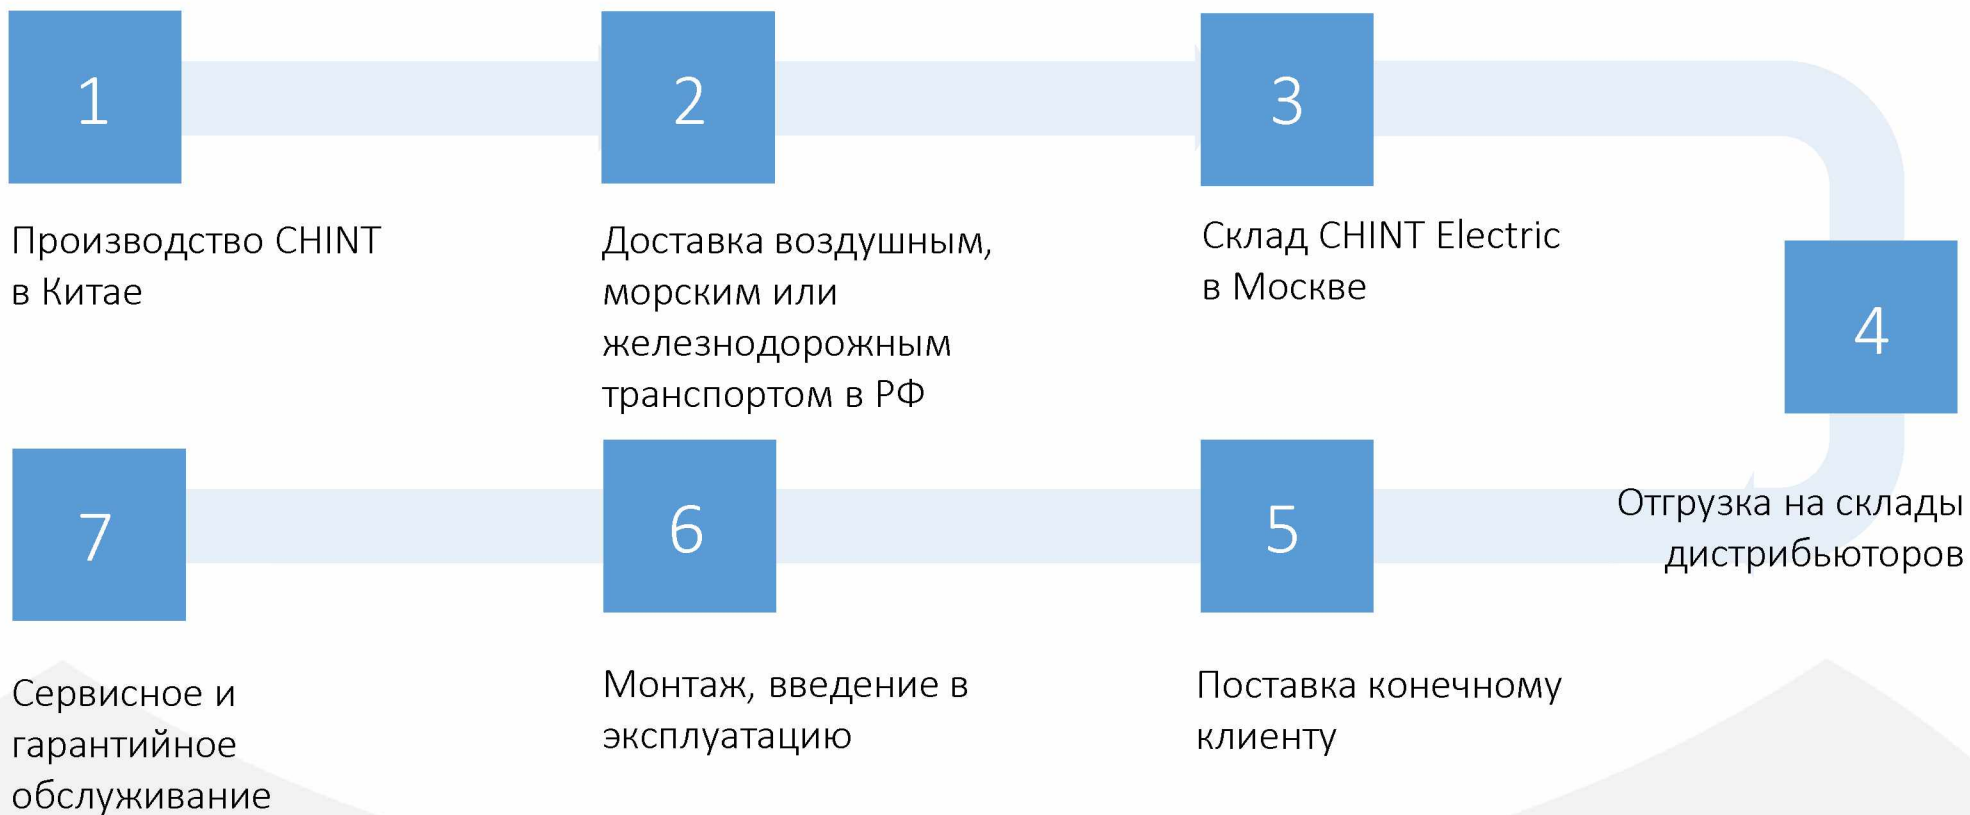 1
Производство CHINT
в Китае
2
Доставка воздушным,
морским или
железнодорожным
транспортом в РФ
3
Склад CHINT Electric
в Москве
4
Отгрузка на склады
дистрибьюторов
5
Поставка конечному
клиенту
6
Монтаж, введение в
эксплуатацию
7
Сервисное и
гарантийное
обслуживание